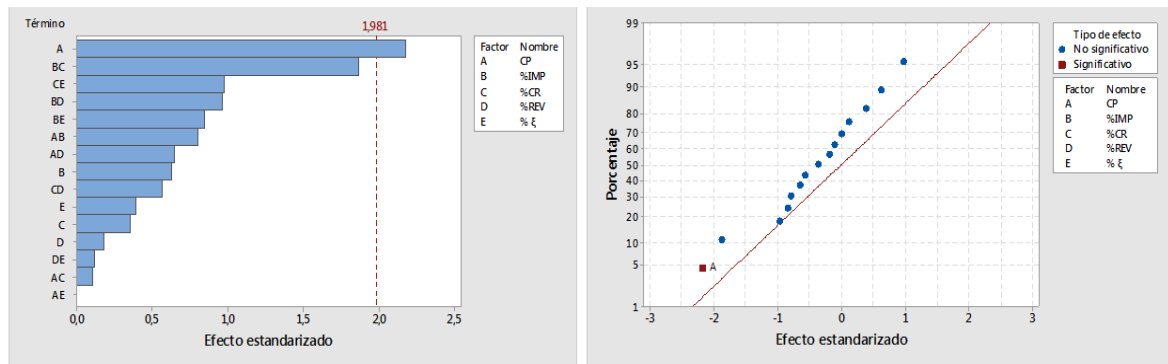 Término
1,981
A
BC
CE
BD
BE
AB
AD
B
CD
E
C
D
DE
AC
AE
0,0 0,5 1,0 1,5 2,0 2,5
Efecto estandarizado
Factor Nombre
A CP
B %IMP
C %CR
D %REV
E % ξ
99
95
90
80
70
60
50
40
30
20
10
5
1
Porcentaje
A
-3 -2 -1 0 1 2 3
Efecto estandarizado
Tipo de efecto
No significativo
Significativo
Factor Nombre
A CP
B %IMP
C %CR
D %REV
E % ξ